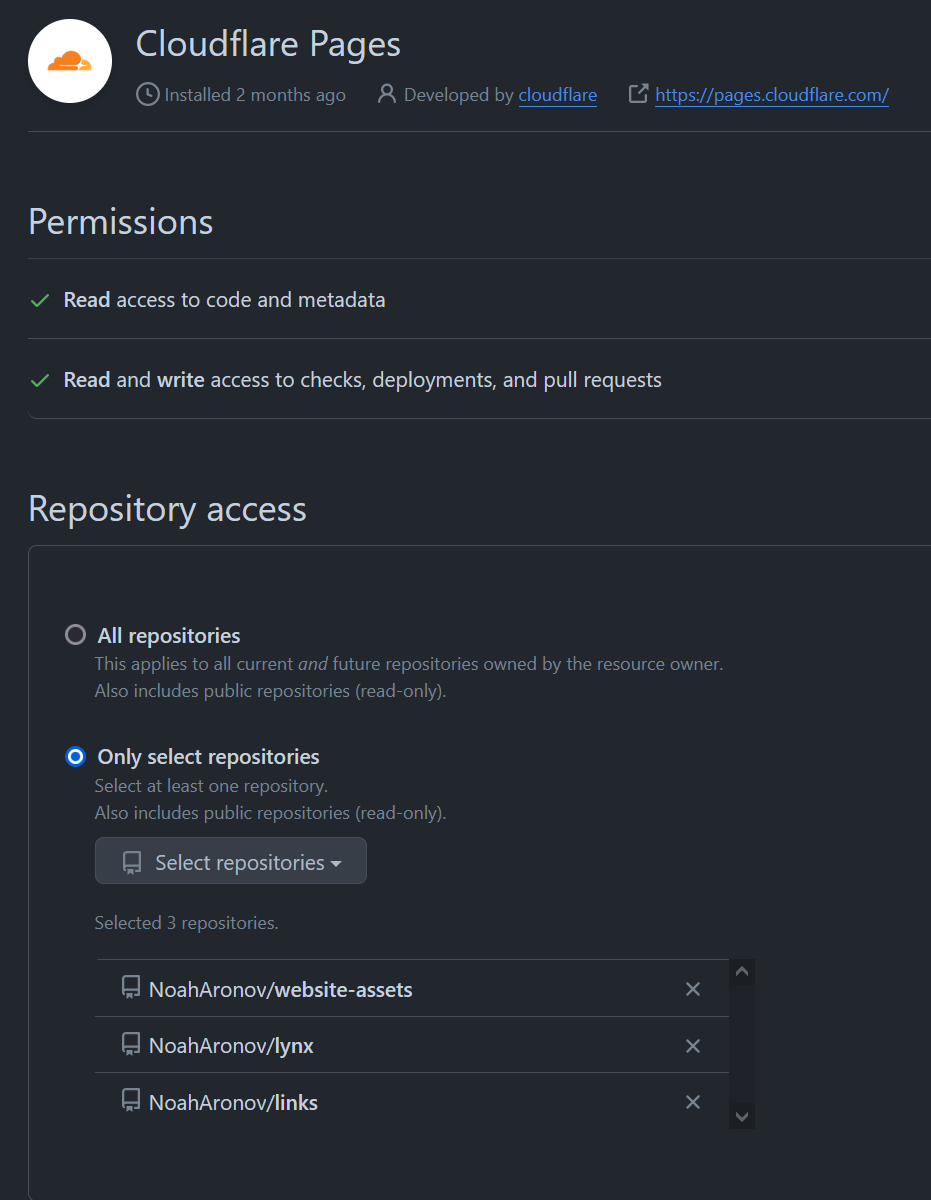 Cloudflare Pages
Installed 2 months ago Developed by cloudflare https://pages.cloudflare.com/
Permissions
Read access to code and metadata
Read and write access to checks, deployments, and pull requests
Repository access
All repositories
This applies to all current and future repositories owned by the resource owner.
Also includes public repositories (read-only).
Only select repositories
Select at least one repository.
Also includes public repositories (read-only).
Select repositories
Selected 3 repositories.
NoahAronov/website-assets
NoahAronov/lynx
NoahAronov/links